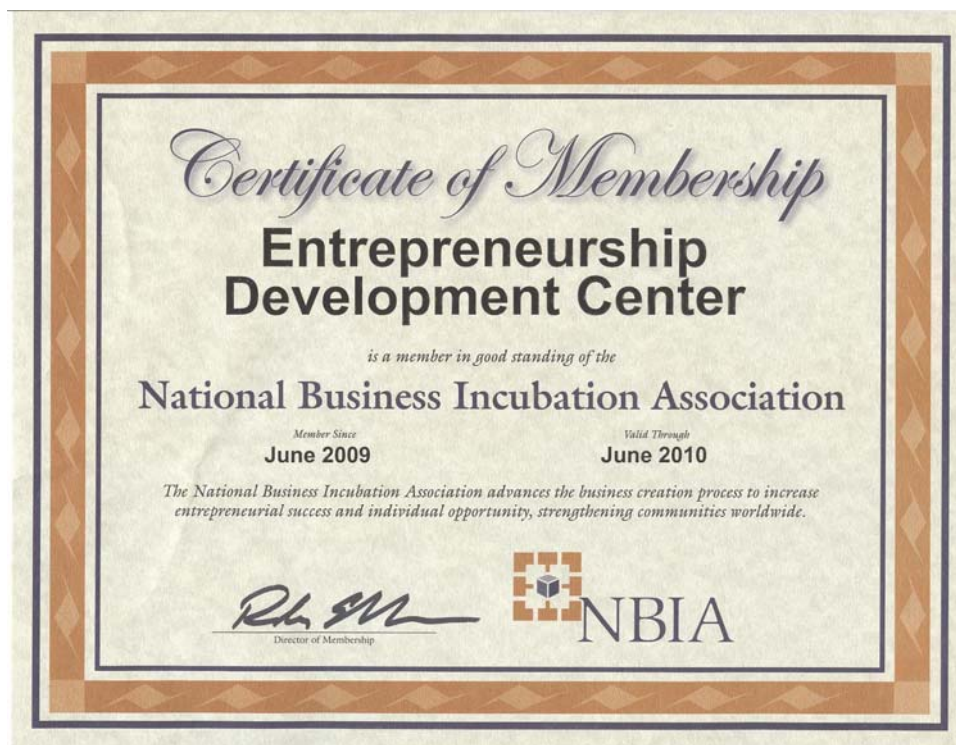 Certificate of Membership
Entrepreneurship
Development Center
is a member in good standing of the
National Business Incubation Association
Member Since
June 2009
Valid Through
June 2010
The National Business Incubation Association advances the business creation process to increase
entrepreneurial success and individual opportunity, strengthening communities worldwide.
Director of Membership
NBIA